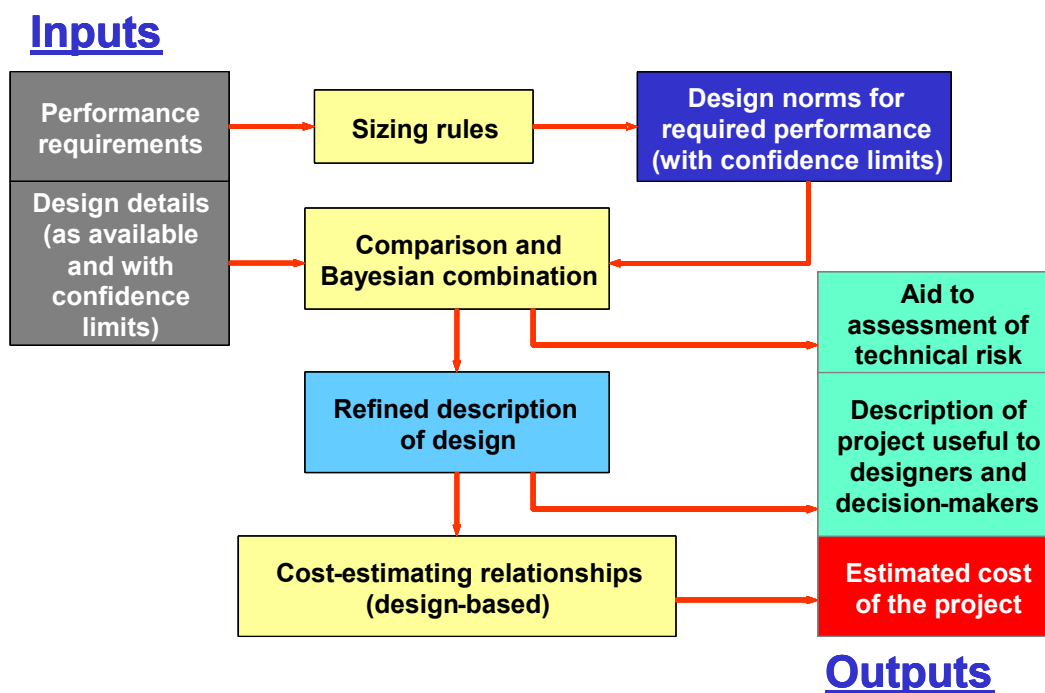 Inputs
Performance
requirements
Sizing rules
Design norms for
required performance
(with confidence limits)
Design details
(as available
and with
confidence
limits)
Comparison and
Bayesian combination
Aid to
assessment of
technical risk
Refined description
of design
Description of
project useful to
designers and
decision-makers
Cost-estimating relationships
(design-based)
Estimated cost
of the project
Outputs